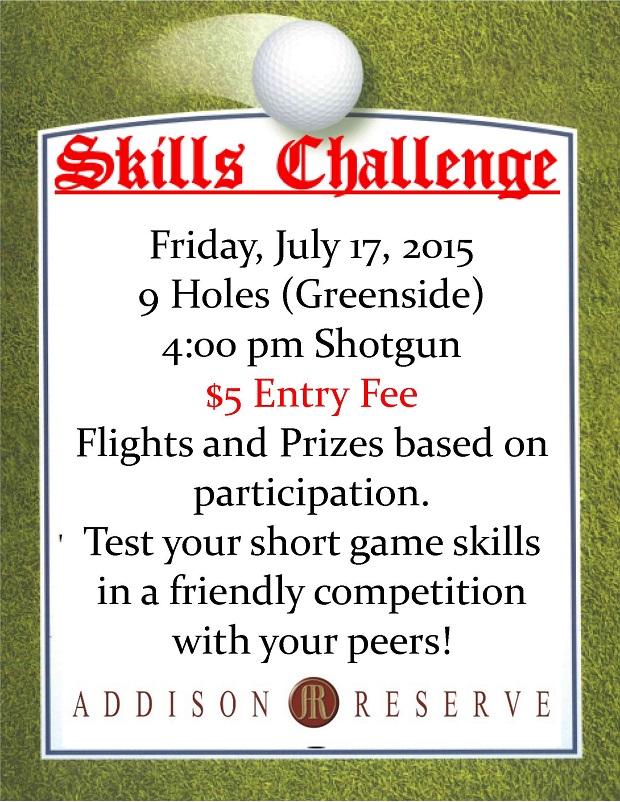 Skills Challenge
Friday, July 17, 2015
9 Holes (Greenside)
4:00 pm Shotgun
$5 Entry Fee
Flights and Prizes based on
participation.
' Test your short game skills
in a friendly competition
with your peers!
ADDISON AR RESERVE